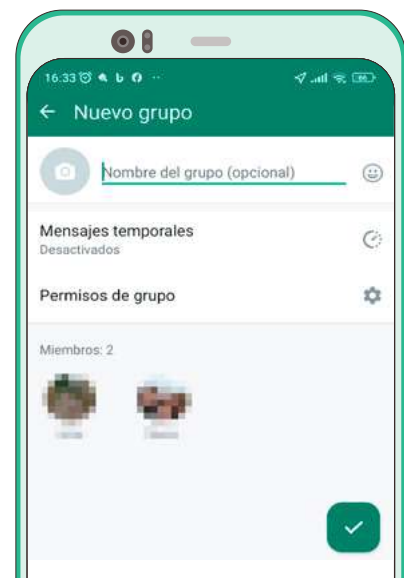 16:33
Nuevo grupo
Nombre del grupo (opcional)
Mensajes temporales
Desactivados
Permisos de grupo
Miembros: 2